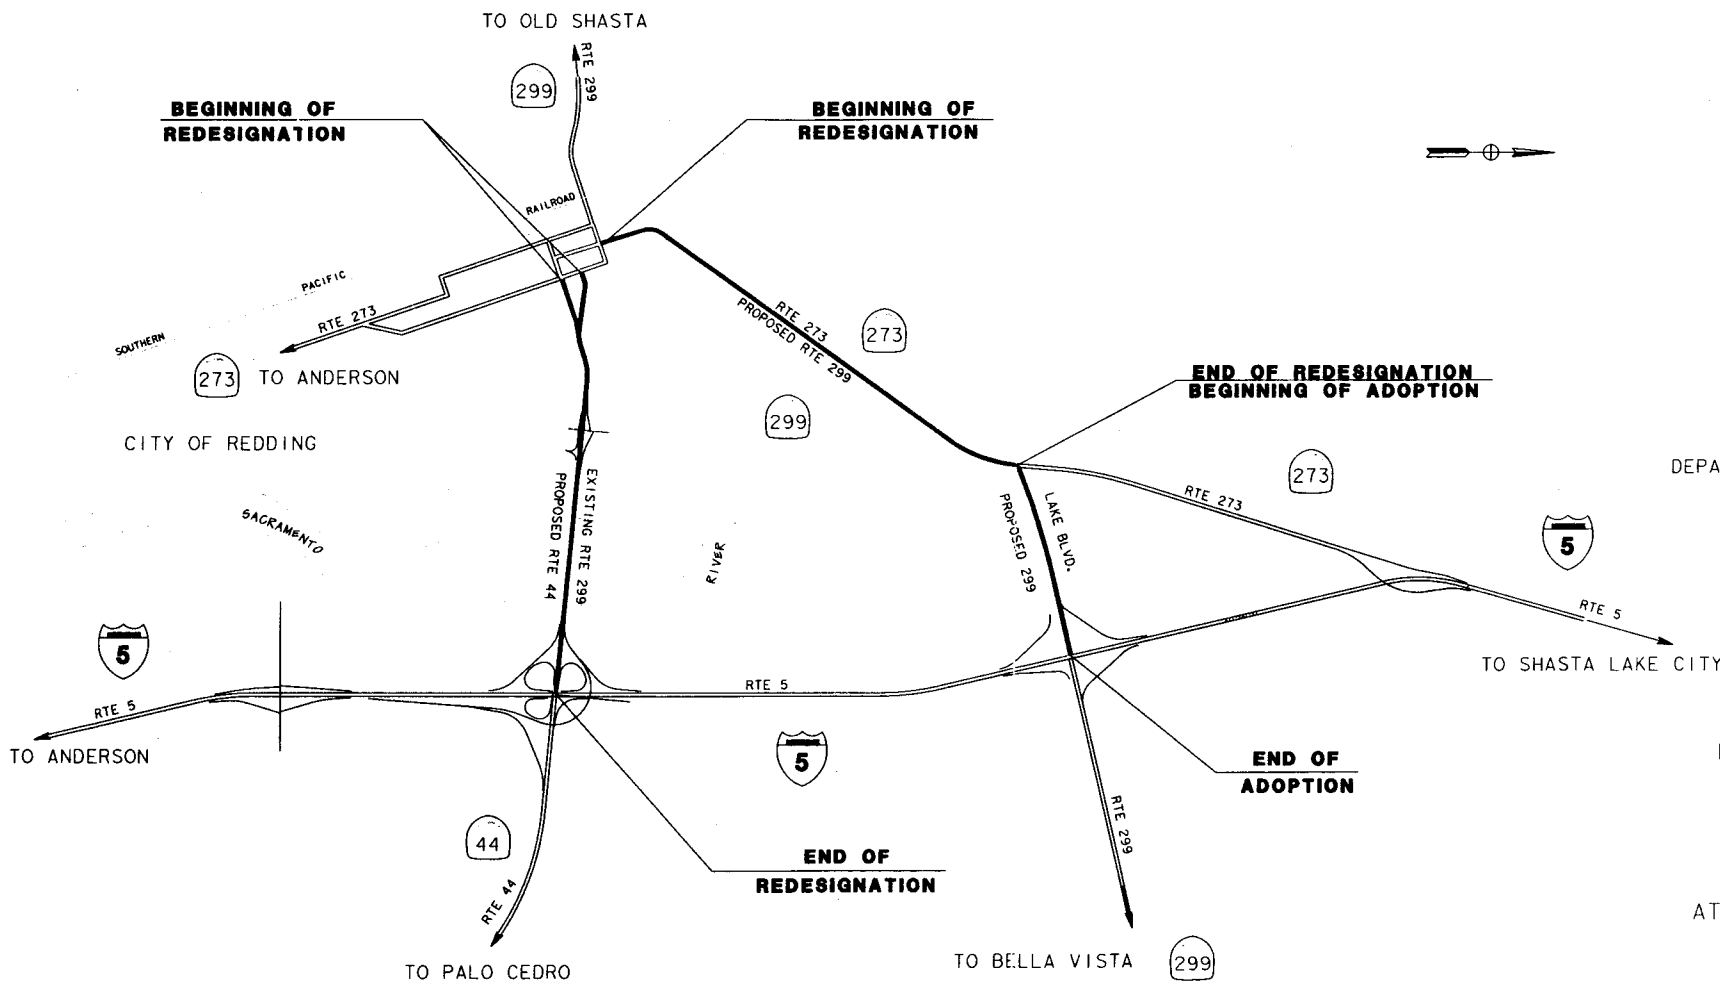 TO OLD SHASTA
299
RTE 299
BEGINNING OF
REDESIGNATION
BEGINNING OF
REDESIGNATION
RAILROAD
PACIFIC
SOUTHERN
RTE 273
273
TO ANDERSON
RTE 273
PROPOSED RTE 299
273
299
END OF REDESIGNATION
BEGINNING OF ADOPTION
CITY OF REDDING
273
DEPA
RTE 273
EXISTING RTE 299
PROPOSED RTE 44
LAKE BLVD.
PROPOSED 299
SACRAMENTO
RIVER
5
RTE 5
TO SHASTA LAKE CITY
5
RTE 5
RTE 5
TO ANDERSON
5
END OF
ADOPTION
RTE 299
44
RTE 44
END OF
REDESIGNATION
AT
TO PALO CEDRO
TO BELLA VISTA
299